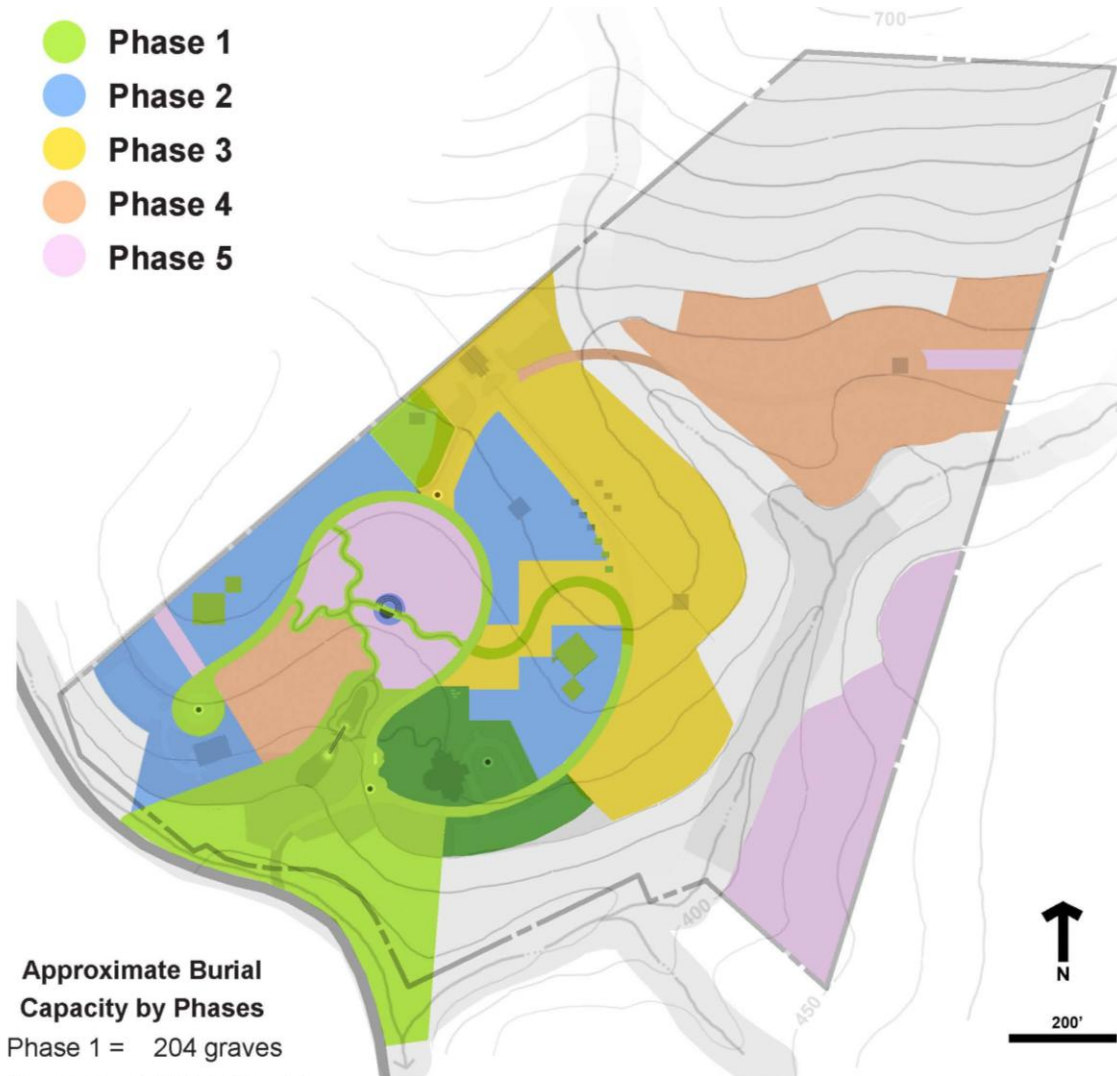 700
Phase 1
Phase 2
Phase 3
Phase 4
Phase 5
400
450
N
200'
Approximate Burial
Capacity by Phases
Phase 1 = 204 graves